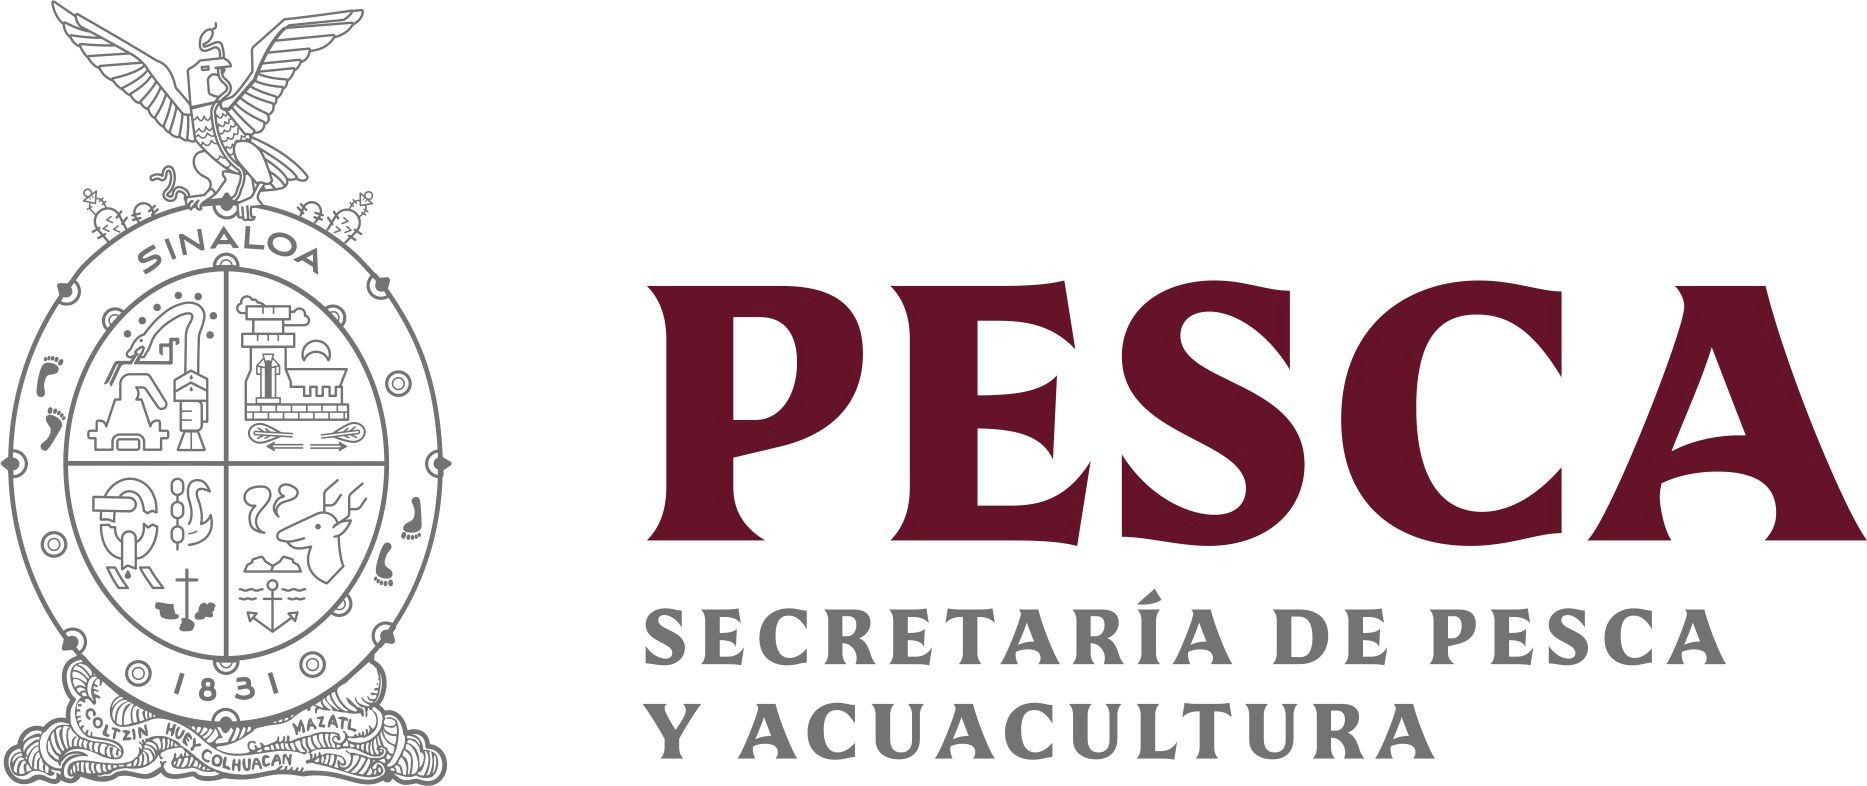 SINALOA
1831
COLTZIN HUEY COLHUACAN MAZATL
PESCA
SECRETARÍA DE PESCA
Y ACUACULTURA